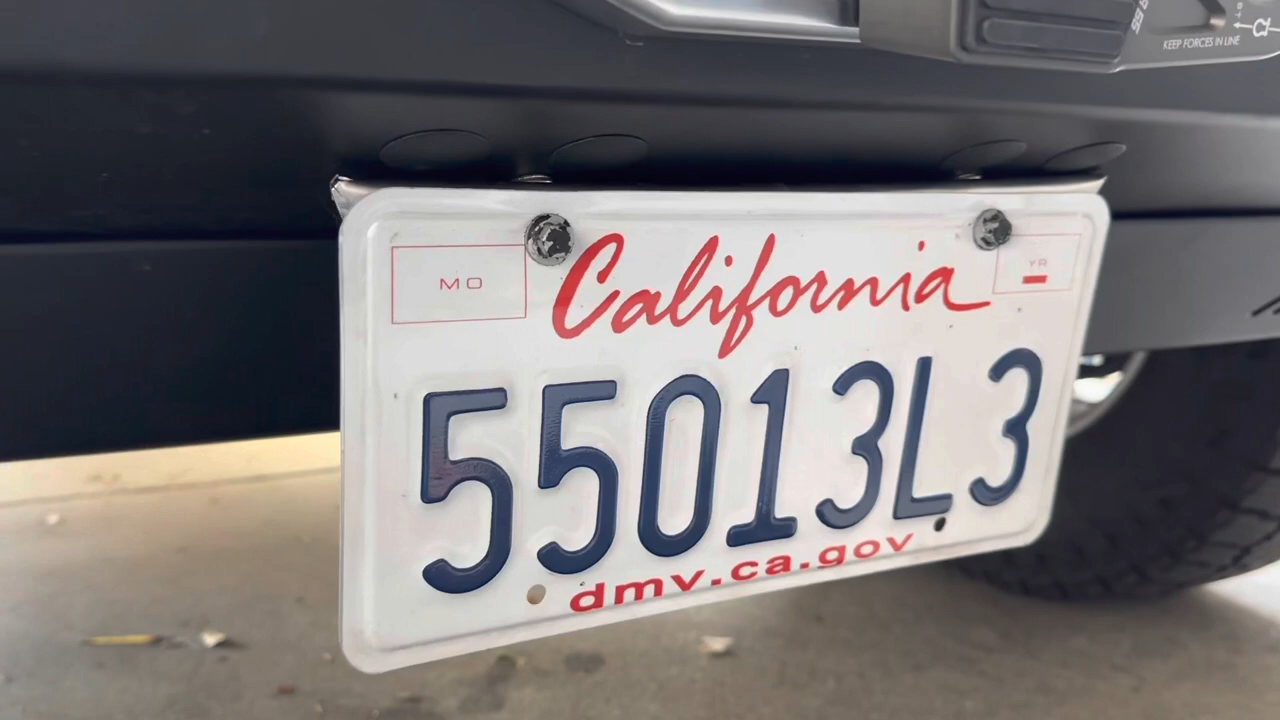 KEEP FORCES IN LINE
MO
California
YR
55013L3
dmv.ca.gov